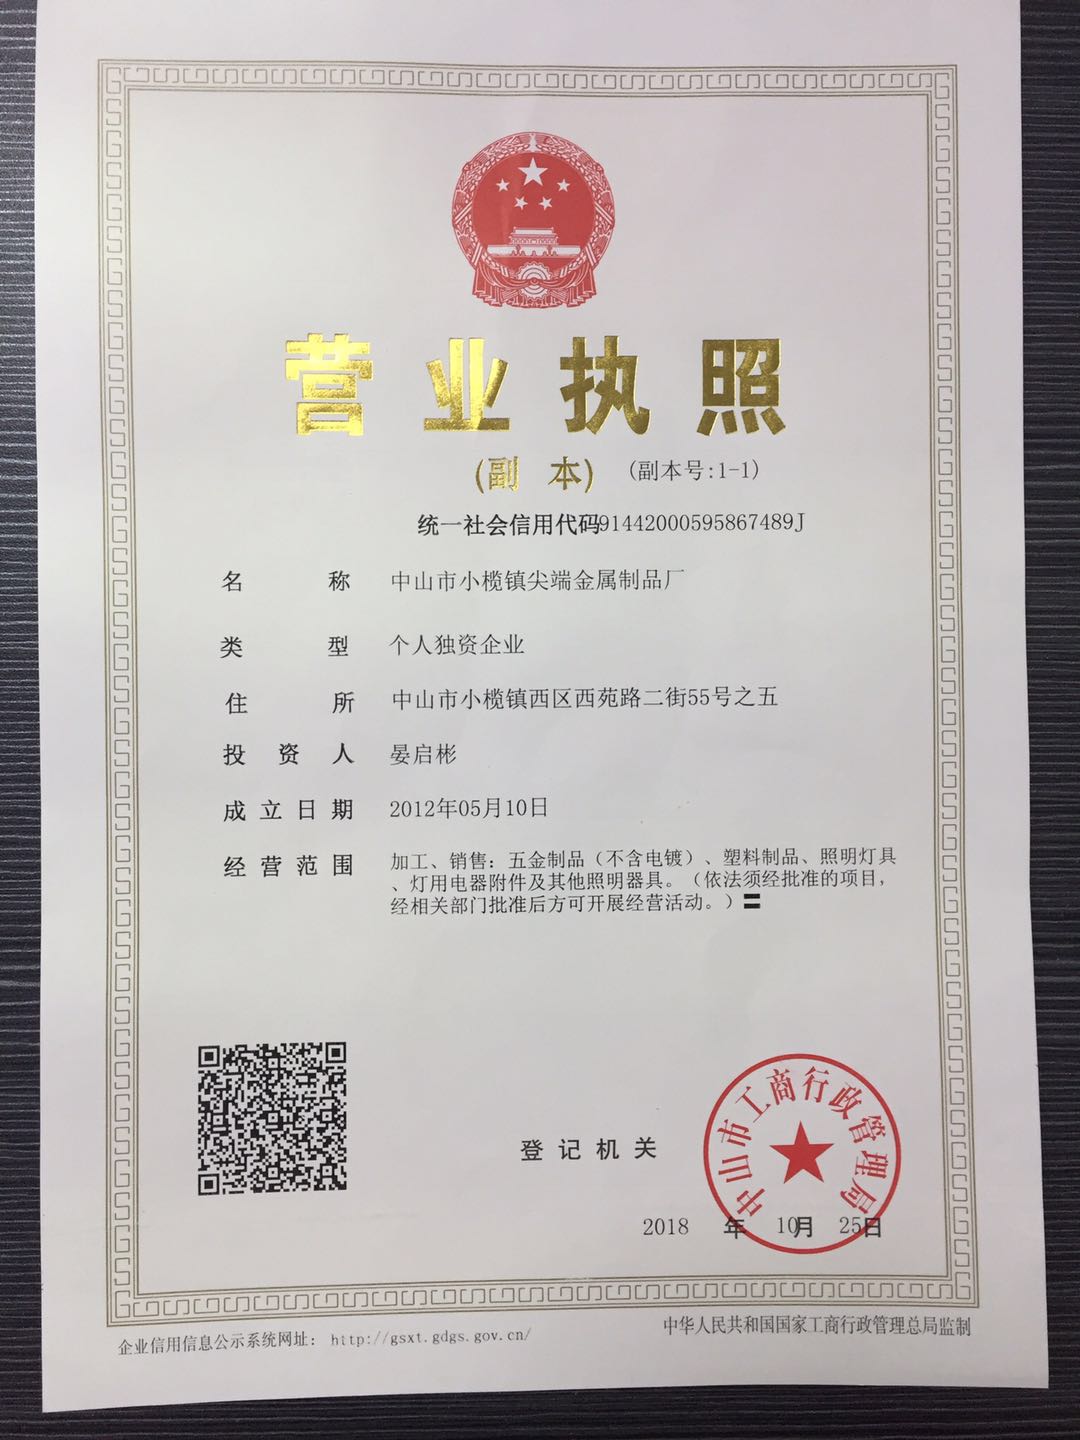 营业执照
(副 本) (副本号:1-1)
统一社会信用代码91442000595867489J
名称 中山市小榄镇尖端金属制品厂
类型 个人独资企业
住所 中山市小榄镇西区西苑路二街55号之五
投资人 晏启彬
成立日期 2012年05月10日
经营范围 加工、销售：五金制品（不含电镀）、塑料制品、照明灯具
、灯用电器附件及其他照明器具。（依法须经批准的项目，
经相关部门批准后方可开展经营活动。）〓
中山市工商行政管理局
登记机关
2018 年 10月 25日
企业信用信息公示系统网址： http://gsxt.gdgs.gov.cn/
中华人民共和国国家工商行政管理总局监制